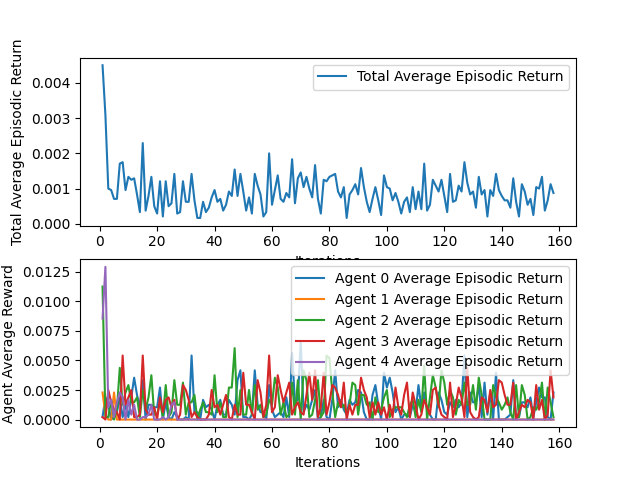 Total Average Episodic Return
Total Average Episodic Return
0.004
0.003
0.002
0.001
0.000
0 20 40 60 80 100 120 140 160
Agent Average Reward
0.0125
0.0100
0.0075
0.0050
0.0025
0.0000
Agent 0 Average Episodic Return
Agent 1 Average Episodic Return
Agent 2 Average Episodic Return
Agent 3 Average Episodic Return
Agent 4 Average Episodic Return
0 20 40 60 80 100 120 140 160
Iterations